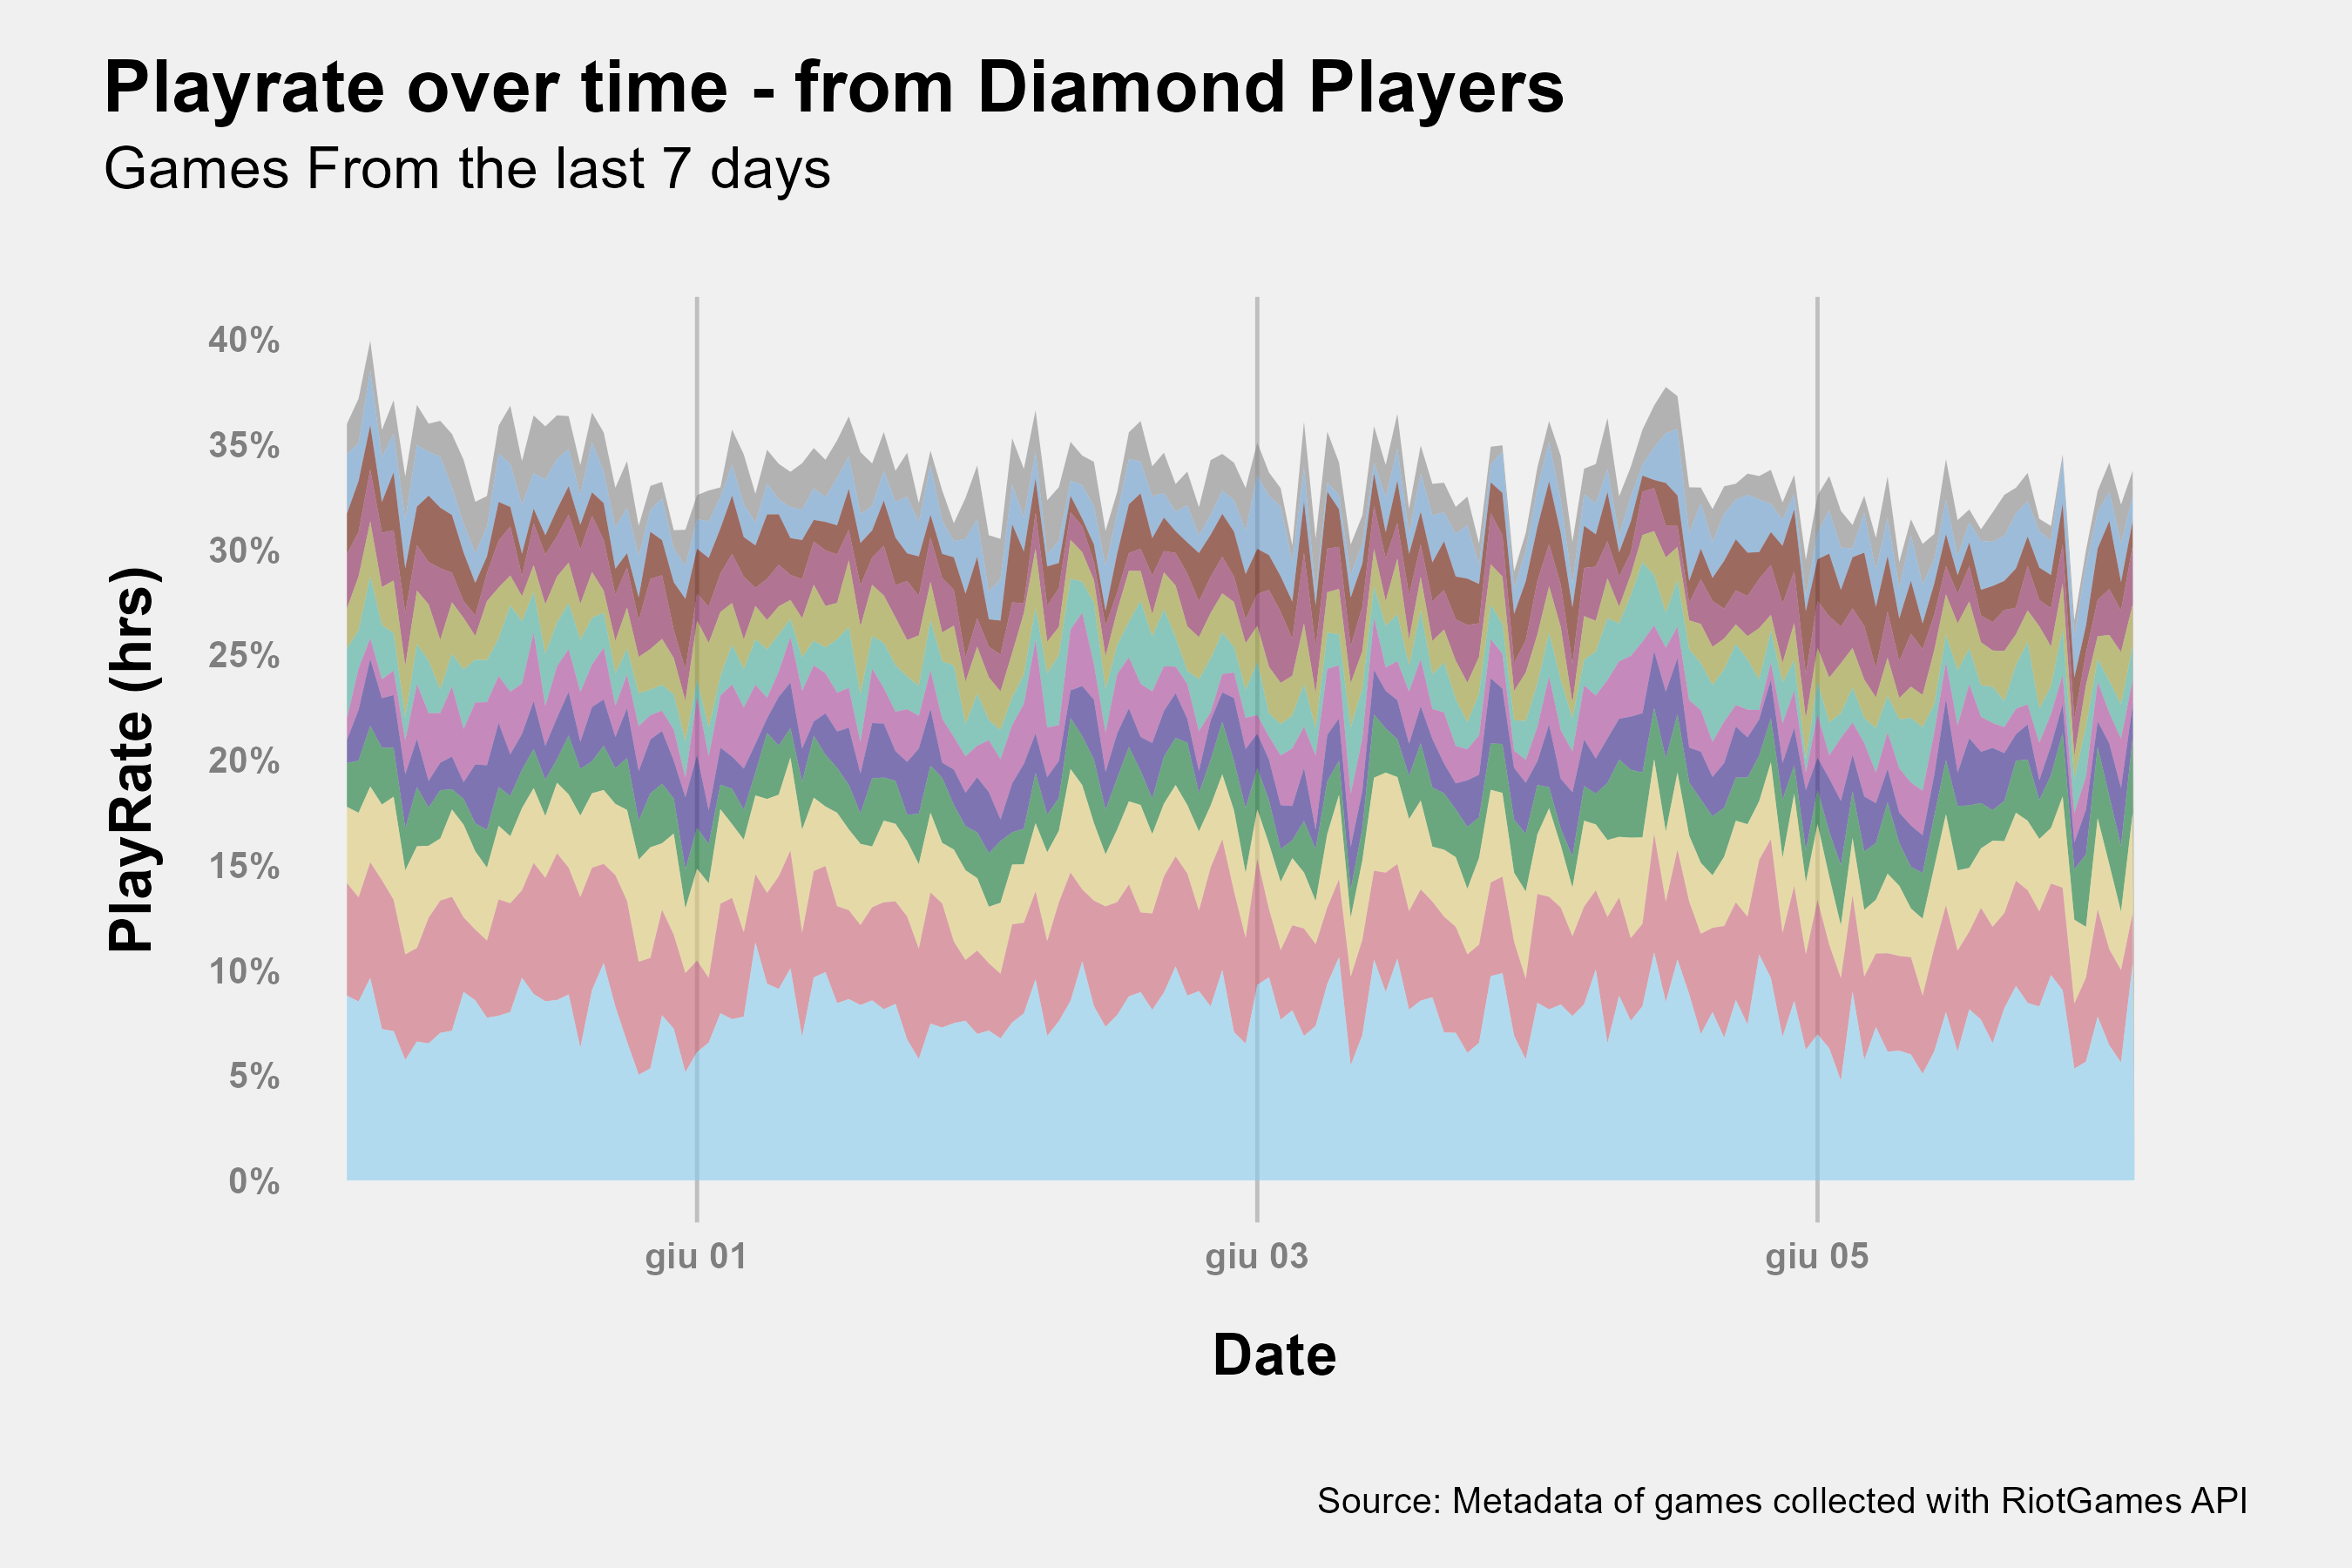 Playrate over time - from Diamond Players
Games From the last 7 days
PlayRate (hrs)
40%
35%
30%
25%
20%
15%
10%
5%
0%
giu 01
giu 03
giu 05
Date
Source: Metadata of games collected with RiotGames API